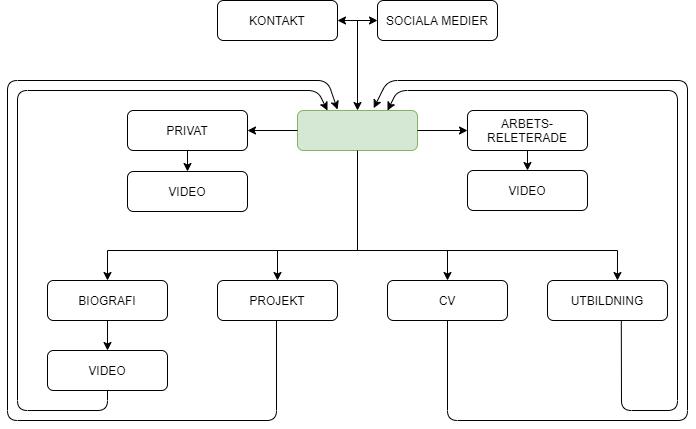 KONTAKT
SOCIALA MEDIER
PRIVAT
ARBETS-
RELETERADE
VIDEO
VIDEO
BIOGRAFI
PROJEKT
CV
UTBILDNING
VIDEO